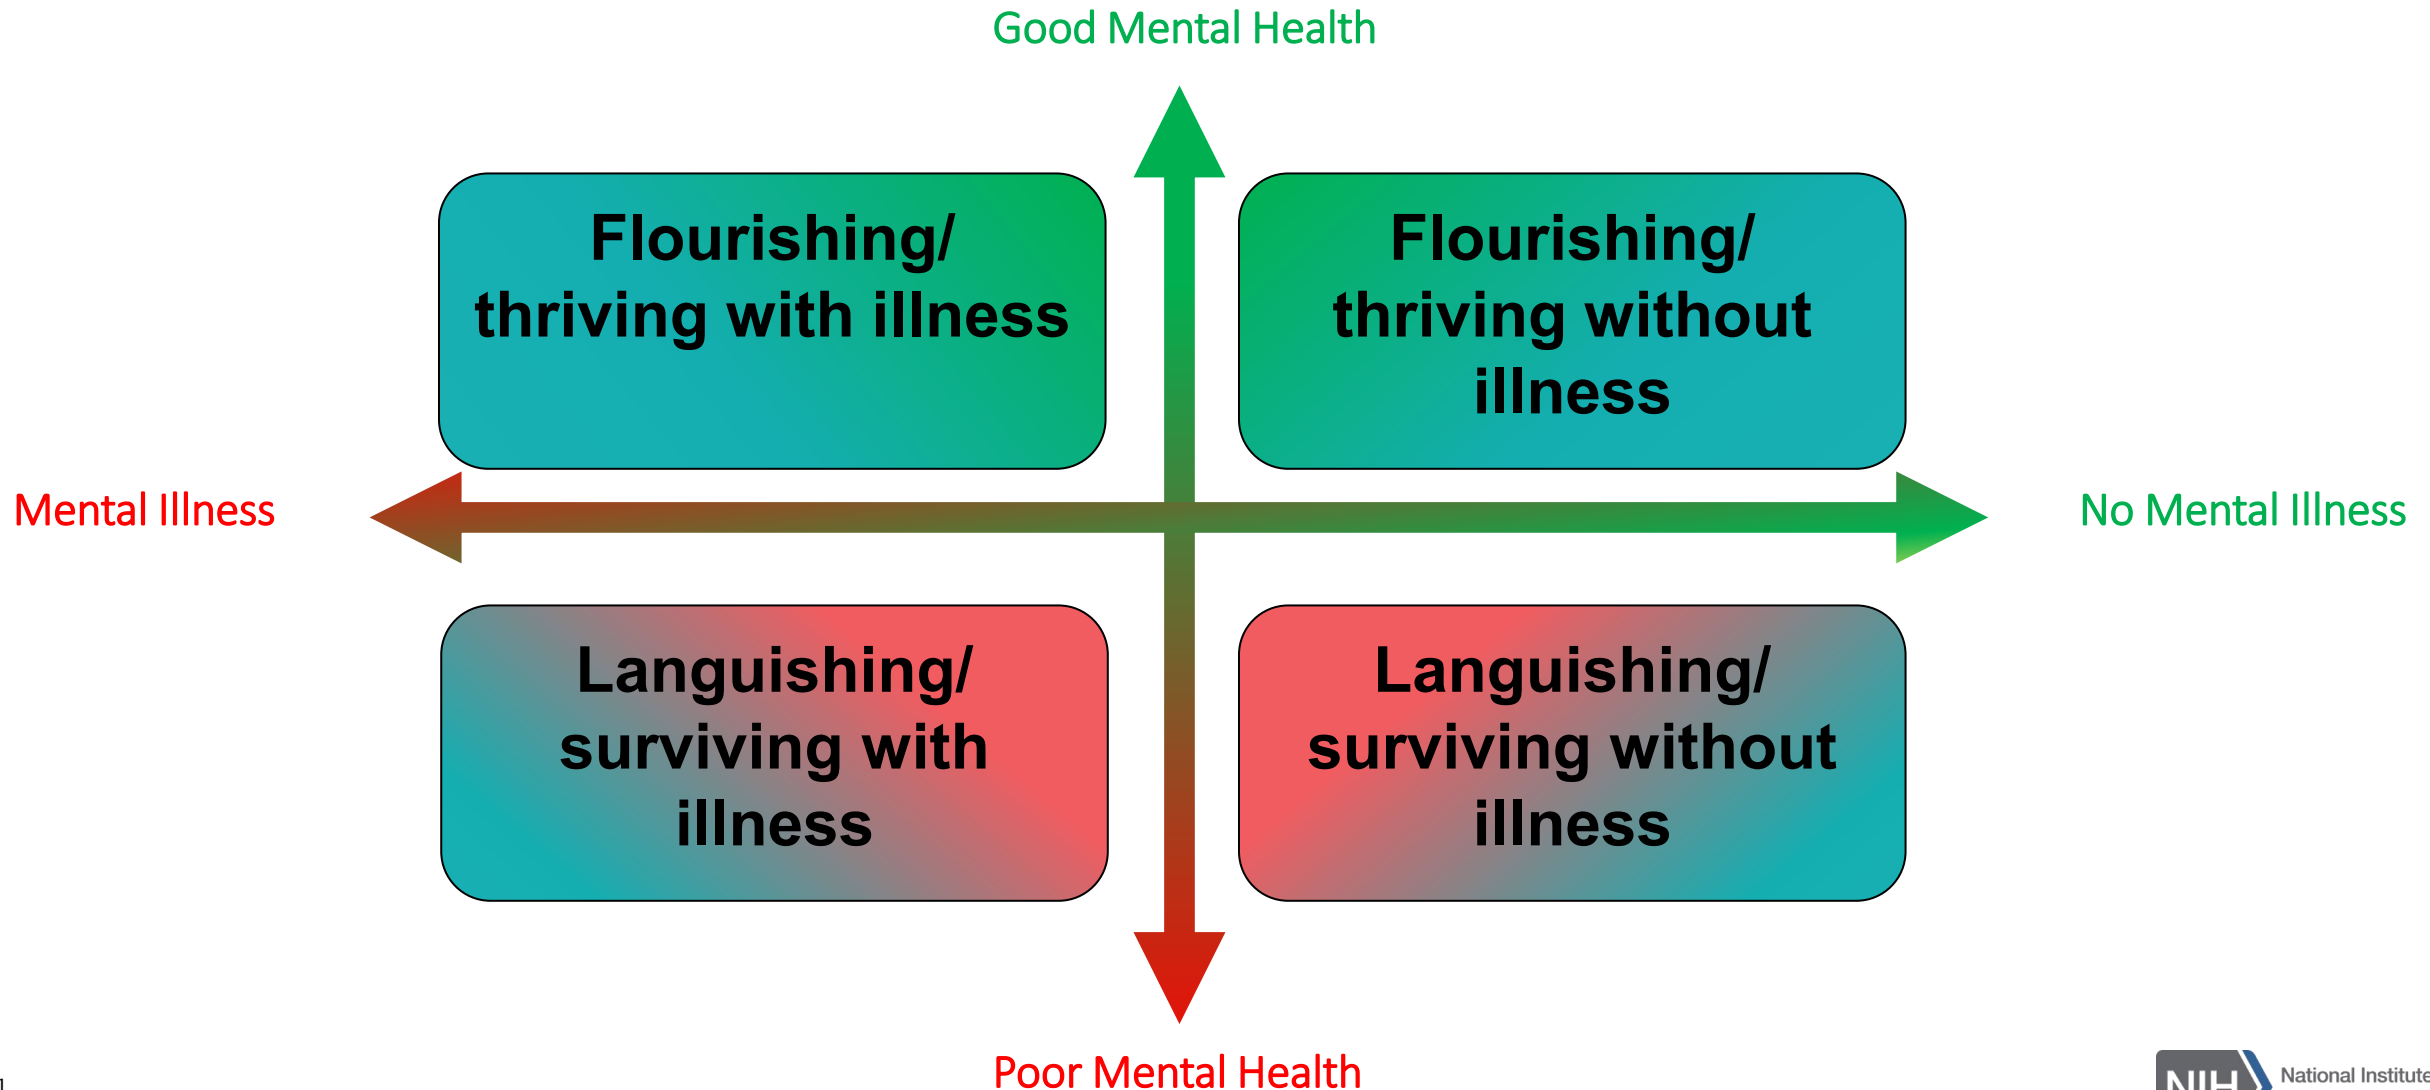 Good Mental Health
Flourishing/
thriving with illness
Flourishing/
thriving without
illness
Mental Illness
No Mental Illness
Languishing/
surviving with
illness
Languishing/
surviving without
illness
Poor Mental Health
NIH
National Institute